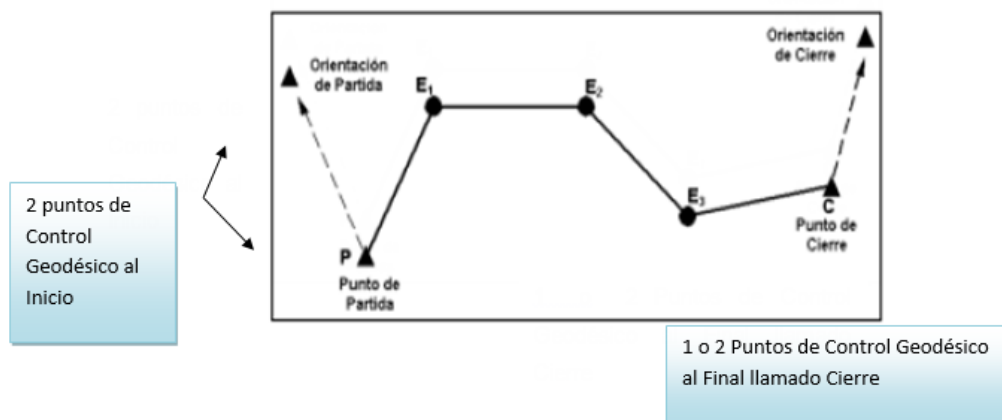 Orientación
de Partida
E1
E2
Orientación
de Cierre
2 puntos de
Control
Geodésico al
Inicio
P
Punto de
Partida
E3
C
Punto de
Cierre
1 o 2 Puntos de Control Geodésico
al Final llamado Cierre